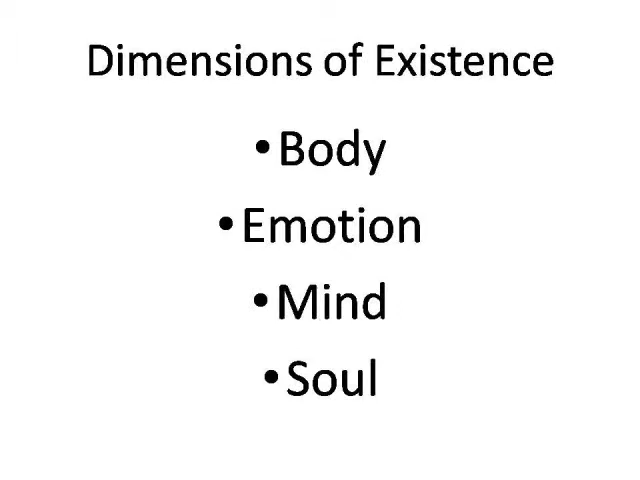 Dimensions of Existence
•Body
•Emotion
•Mind
•Soul